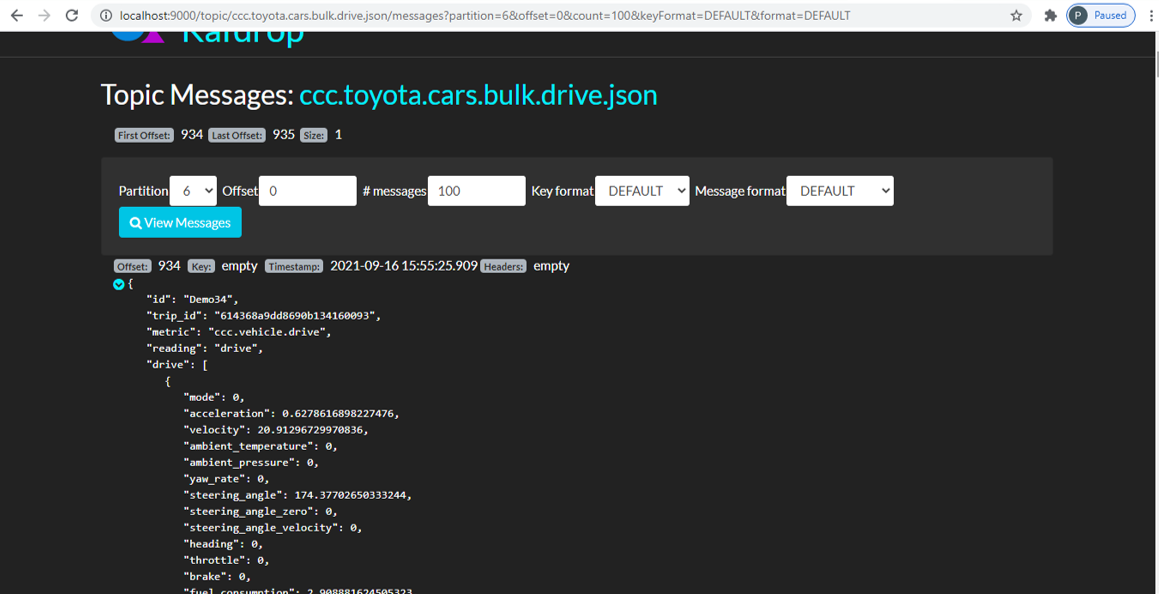 localhost:9000/topic/ccc.toyota.cars.bulk.drive.json/messages?partition=6&offset=0&count=100&keyFormat=DEFAULT&format=DEFAULT
P Paused
Kafdrop
Topic Messages: ccc.toyota.cars.bulk.drive.json
First Offset: 934 Last Offset: 935 Size: 1
Partition 6 Offset 0 # messages 100 Key format DEFAULT Message format DEFAULT
View Messages
Offset: 934 Key: empty Timestamp: 2021-09-16 15:55:25.909 Headers: empty
{
"id": "Demo34",
"trip_id": "614368a9dd8690b134160093",
"metric": "ccc.vehicle.drive",
"reading": "drive",
"drive": [
{
"mode": 0,
"acceleration": 0.6278616898227476,
"velocity": 20.91296729970836,
"ambient_temperature": 0,
"ambient_pressure": 0,
"yaw_rate": 0,
"steering_angle": 174.37702650333244,
"steering_angle_zero": 0,
"steering_angle_velocity": 0,
"heading": 0,
"throttle": 0,
"brake": 0,
"fuel_consumption": 2.908881624505323,